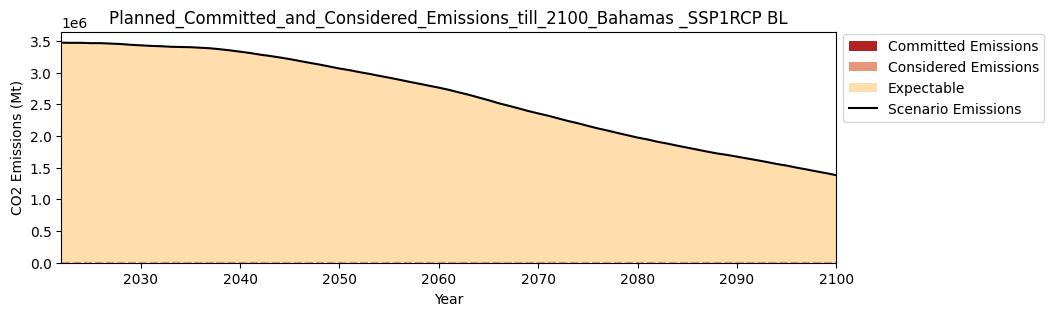 Planned_Committed_and_Considered_Emissions_till_2100_Bahamas _SSP1RCP BL
1e6
3.5
3.0
2.5
2.0
1.5
1.0
0.5
0.0
CO2 Emissions (Mt)
2030 2040 2050 2060 2070 2080 2090 2100
Year
Committed Emissions
Considered Emissions
Expectable
Scenario Emissions